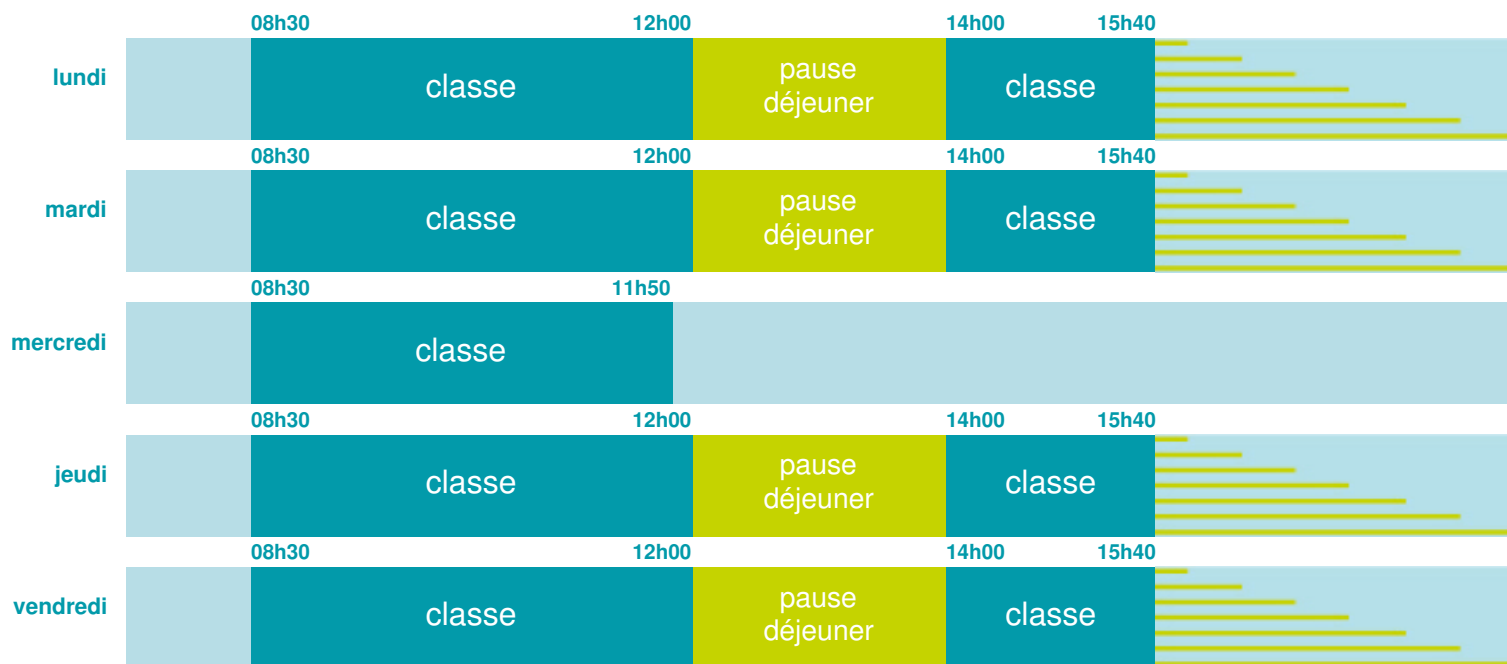 08h30 12h00 14h00 15h40
lundi classe pause déjeuner classe
08h30 12h00 14h00 15h40
mardi classe pause déjeuner classe
08h30 11h50
mercredi classe
08h30 12h00 14h00 15h40
jeudi classe pause déjeuner classe
08h30 12h00 14h00 15h40
vendredi classe pause déjeuner classe